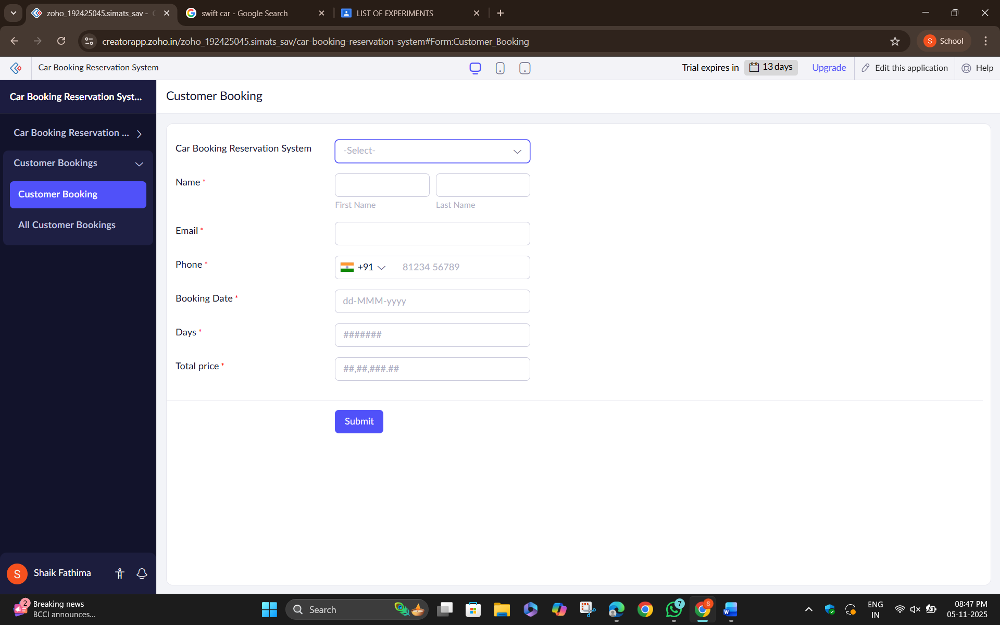 zoho_192425045.simats_sav -
swift car - Google Search
LIST OF EXPERIMENTS
creatorapp.zoho.in/zoho_192425045.simats_sav/car-booking-reservation-system#Form:Customer_Booking
S School
Car Booking Reservation System
Trial expires in 13 days
Upgrade
Edit this application
Help
Car Booking Reservation Syst...
Customer Booking
Car Booking Reservation ...
Customer Bookings
Customer Booking
All Customer Bookings
Car Booking Reservation System
-Select-
Name *
First Name
Last Name
Email *
Phone *
+91
81234 56789
Booking Date *
dd-MMM-yyyy
Days *
#######
Total price *
##,##,###.##
Submit
S
Shaik Fathima
2
Breaking news
BCCI announces...
Search
7
S
W
ENG
IN
08:47 PM
05-11-2025